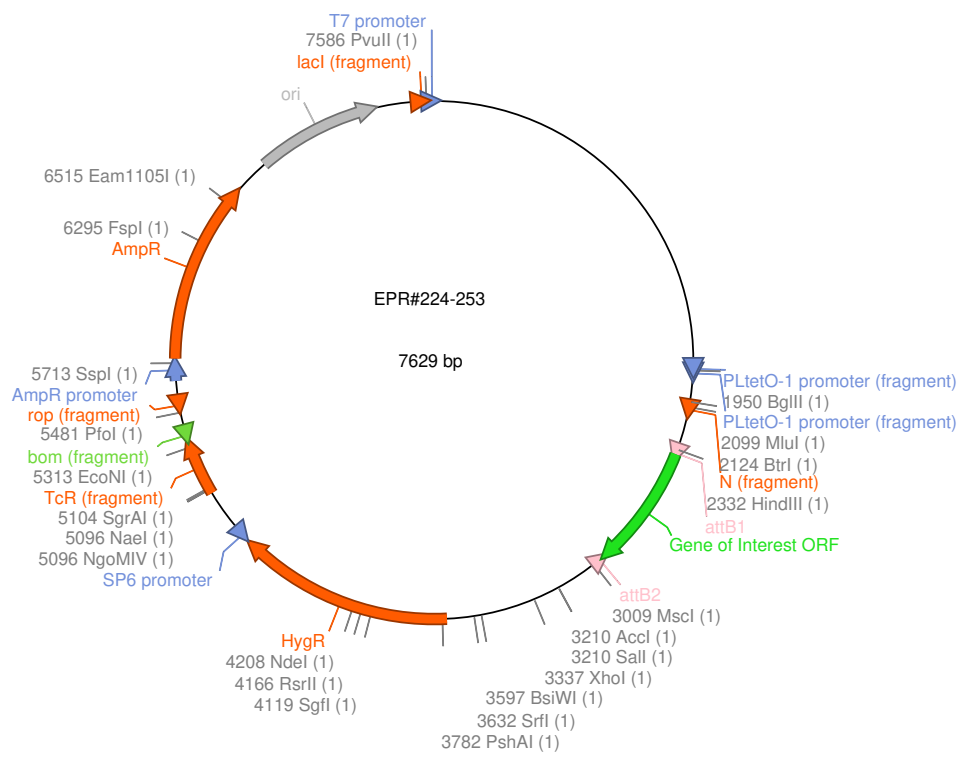 T7 promoter
7586 PvuII (1)
lacI (fragment)
ori
6515 Eam1105I (1)
6295 FspI (1)
AmpR
EPR#224-253
7629 bp
5713 SspI (1)
AmpR promoter
rop (fragment)
5481 PfoI (1)
bom (fragment)
5313 EcoNI (1)
TcR (fragment)
5104 SgrAI (1)
5096 NaeI (1)
5096 NgoMIV (1)
SP6 promoter
PLtetO-1 promoter (fragment)
1950 BglII (1)
PLtetO-1 promoter (fragment)
2099 MluI (1)
2124 BtrI (1)
N (fragment)
2332 HindIII (1)
attB1
Gene of Interest ORF
attB2
3009 MscI (1)
3210 AccI (1)
3210 SalI (1)
3337 XhoI (1)
3597 BsiWI (1)
3632 SrfI (1)
3782 PshAI (1)
HygR
4208 NdeI (1)
4166 RsrII (1)
4119 SgfI (1)